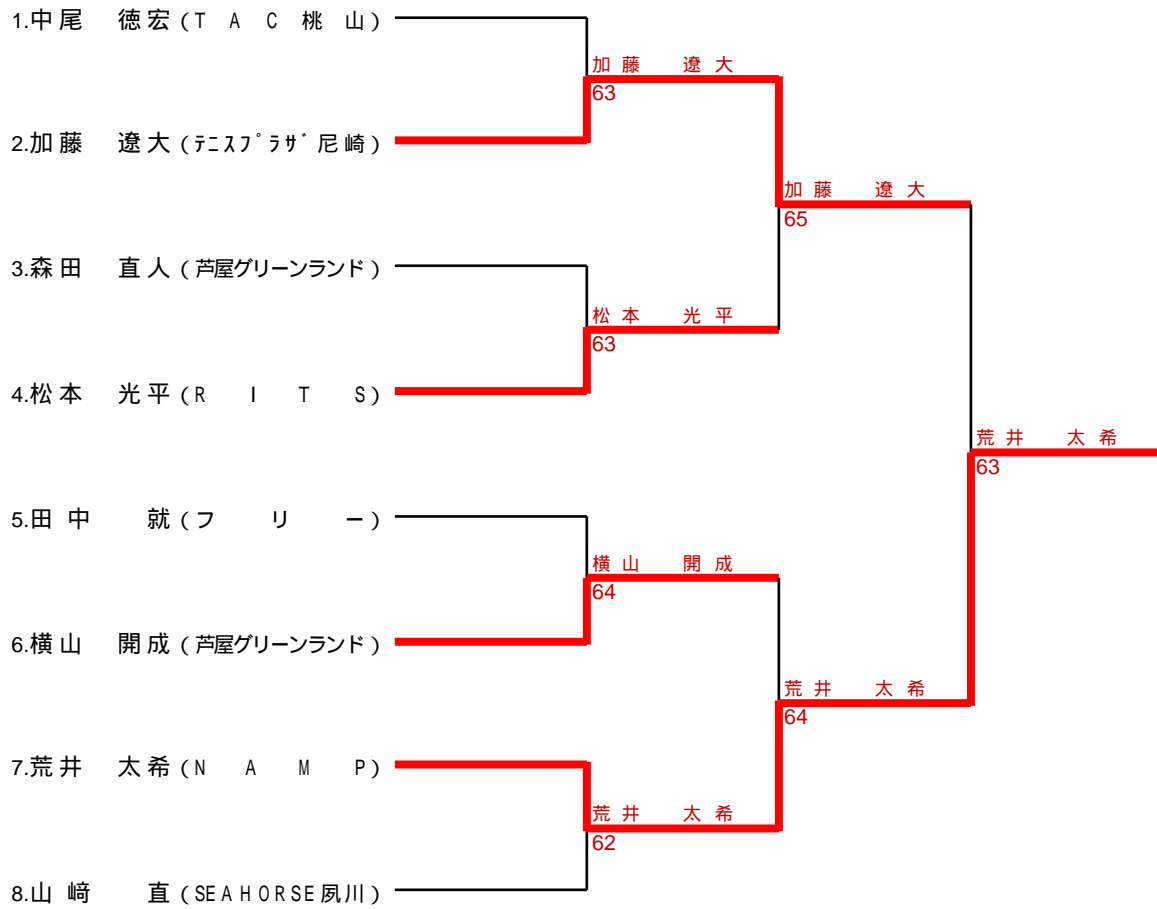 1.中尾 徳宏 (TAC桃山)
加藤 遼大
63
2.加藤 遼大 (テニスプラザ尼崎)
加藤 遼大
65
3.森田 直人 (芦屋グリーンランド)
松本 光平
63
4.松本 光平 (RITS)
荒井 太希
63
5.田中 就 (フリー)
横山 開成
64
6.横山 開成 (芦屋グリーンランド)
荒井 太希
64
7.荒井 太希 (NAMP)
荒井 太希
62
8.山﨑 直 (SEAHORSE夙川)